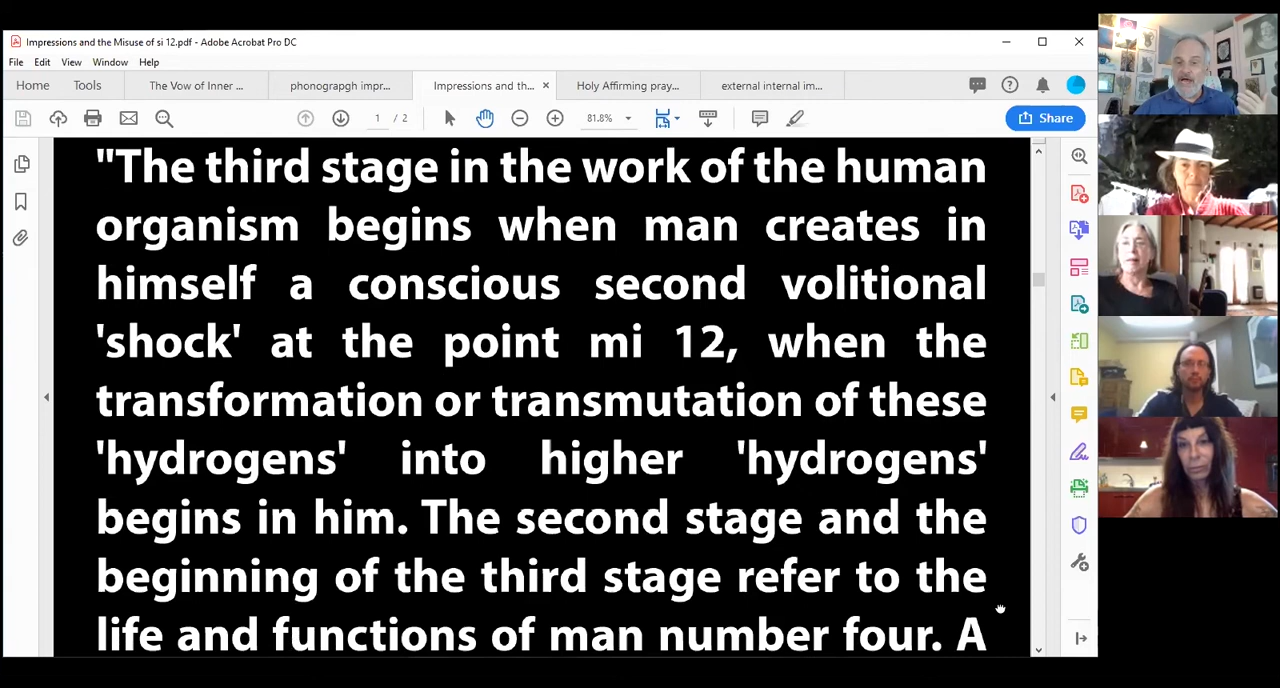 Impressions and the Misuse of si 12.pdf - Adobe Acrobat Pro DC
File Edit View Window Help
Home Tools The Vow of Inner ... phonograpgh impr... Impressions and th... × Holy Affirming pray... external internal im...
1 / 2 81.8% Share
"The third stage in the work of the human
organism begins when man creates in
himself a conscious second volitional
'shock' at the point mi 12, when the
transformation or transmutation of these
'hydrogens' into higher 'hydrogens'
begins in him. The second stage and the
beginning of the third stage refer to the
life and functions of man number four. A